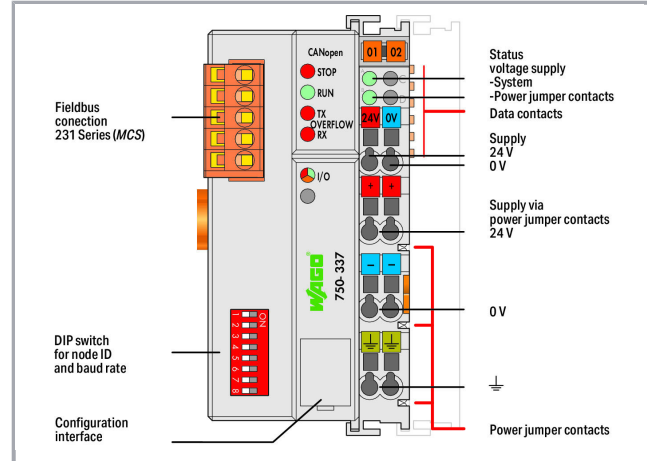 Fieldbus
conection
231 Series (MCS)
DIP switch
for node ID
and baud rate
Configuration
interface
CANopen
STOP
RUN
TX
OVERFLOW
RX
I/O
WAGO®
750-337
ON
1
2
3
4
5
6
7
8
01 02
C
24V 0V
+ +
– –
Status
voltage supply
-System
-Power jumper contacts
Data contacts
Supply
24 V
0 V
Supply via
power jumper contacts
24 V
0 V
Power jumper contacts